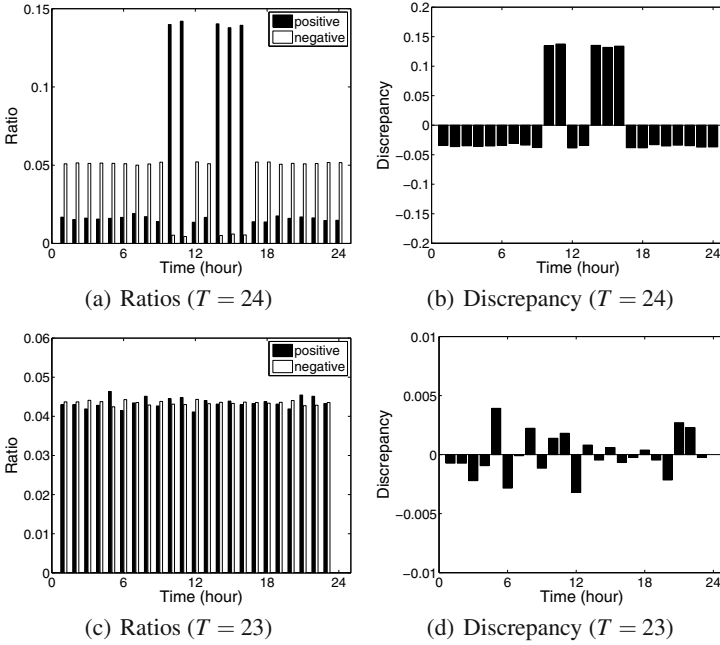 0.15
0.1
0.05
0
Ratio
positive
negative
0 6 12 18 24
Time (hour)
(a) Ratios (T = 24)
0.2
0.15
0.1
0.05
0
−0.05
−0.1
−0.15
−0.2
Discrepancy
0 6 12 18 24
Time (hour)
(b) Discrepancy (T = 24)
0.06
0.05
0.04
0.03
0.02
0.01
0
Ratio
positive
negative
0 6 12 18 24
Time (hour)
(c) Ratios (T = 23)
0.01
0.005
0
−0.005
−0.01
Discrepancy
0 6 12 18 24
Time (hour)
(d) Discrepancy (T = 23)